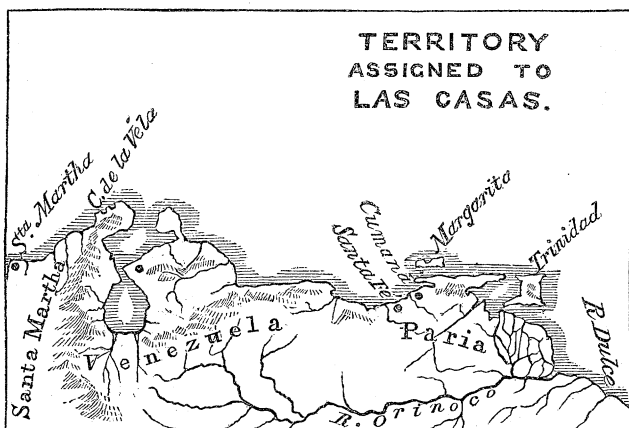 TERRITORY
ASSIGNED TO
LAS CASAS.
Sta. Martha
C. de la Vela
Cumana
Santa Fe
Margarita
Trinidad
R. Dulce
Santa Martha
Venezuela
Paria
R. Orinoco